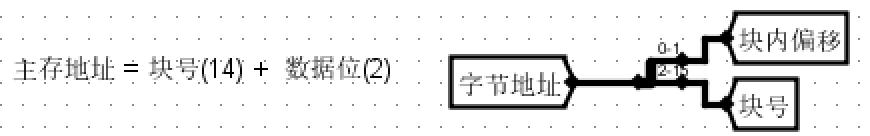 主存地址 = 块号(14) + 数据位(2)
字节地址
0-1
2-15
块内偏移
块号